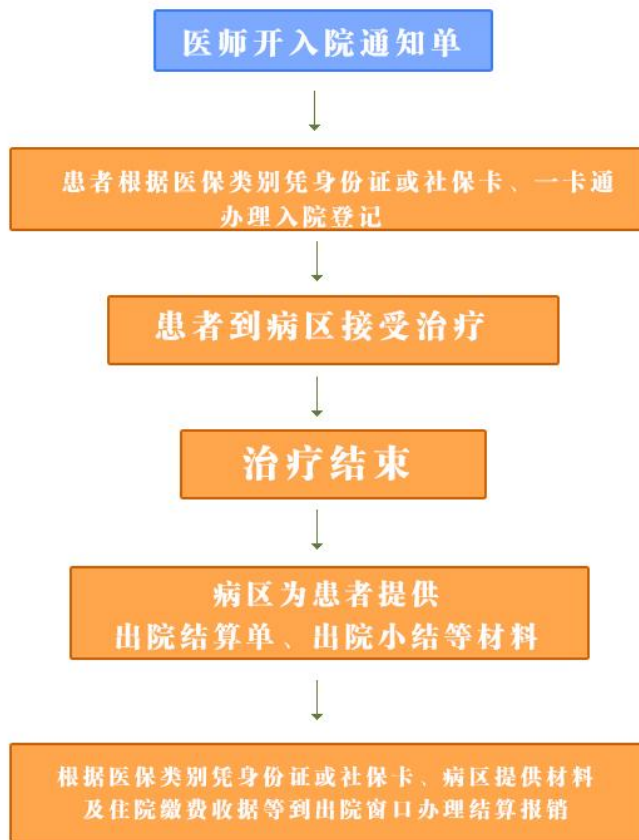 医师开入院通知单
患者根据医保类别凭身份证或社保卡、一卡通
办理入院登记
患者到病区接受治疗
治疗结束
病区为患者提供
出院结算单、出院小结等材料
根据医保类别凭身份证或社保卡、病区提供材料
及住院缴费收据等到出院窗口办理结算报销